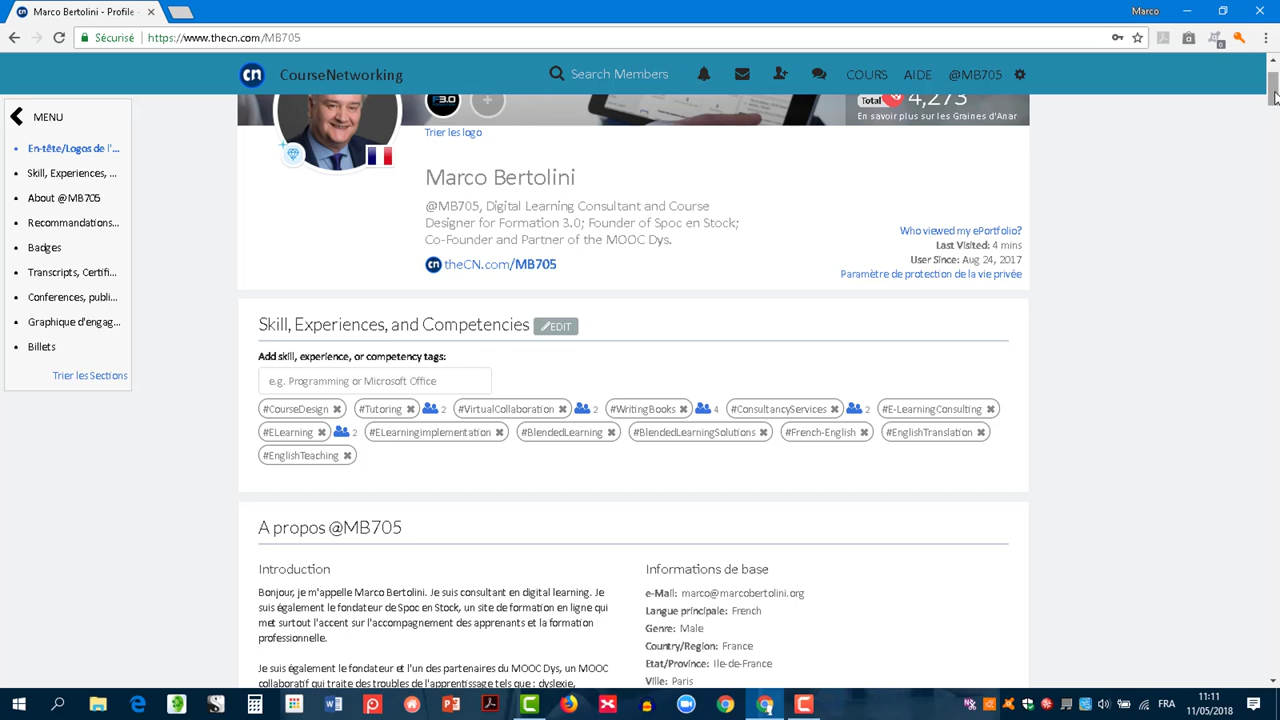 Marco Bertolini - Profile -
Marco
Sécurisé
https://www.thecn.com/MB705
cn
CourseNetworking
Search Members
COURS
AIDE
@MB705
MENU
En-tête/Logos de l'...
Skill, Experiences, ...
About @MB705
Recommandations...
Badges
Transcripts, Certifi...
Conferences, publi...
Graphique d'engag...
Billets
Trier les Sections
F3.0
Trier les logo
Total
4,273
En savoir plus sur les Graines d'Anar
Marco Bertolini
@MB705, Digital Learning Consultant and Course
Designer for Formation 3.0; Founder of Spoc en Stock;
Co-Founder and Partner of the MOOC Dys.
cn theCN.com/MB705
Who viewed my ePortfolio?
Last Visited: 4 mins
User Since: Aug 24, 2017
Paramètre de protection de la vie privée
Skill, Experiences, and Competencies
EDIT
Add skill, experience, or competency tags:
e.g. Programming or Microsoft Office
#CourseDesign #Tutoring 2 #VirtualCollaboration 2 #WritingBooks 4 #ConsultancyServices 2 #E-LearningConsulting
#ELearning 2 #ELearningimplementation #BlendedLearning #BlendedLearningSolutions #French-English #EnglishTranslation
#EnglishTeaching
A propos @MB705
Introduction
Bonjour, je m'appelle Marco Bertolini. Je suis consultant en digital learning. Je
suis également le fondateur de Spoc en Stock, un site de formation en ligne qui
met surtout l'accent sur l'accompagnement des apprenants et la formation
professionnelle.
Je suis également le fondateur et l'un des partenaires du MOOC Dys, un MOOC
collaboratif qui traite des troubles de l'apprentissage tels que : dyslexie,
Informations de base
e-Mail: marco@marcobertolini.org
Langue principale: French
Genre: Male
Country/Region: France
Etat/Province: Ile-de-France
Ville: Paris
FRA
11:11
11/05/2018